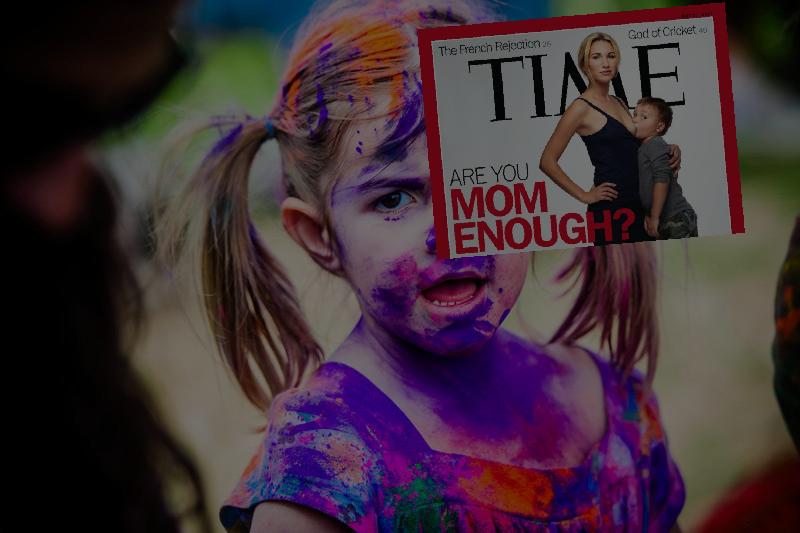 The French Rejection 26
God of Cricket 40
TIME
ARE YOU
MOM
ENOUGH?